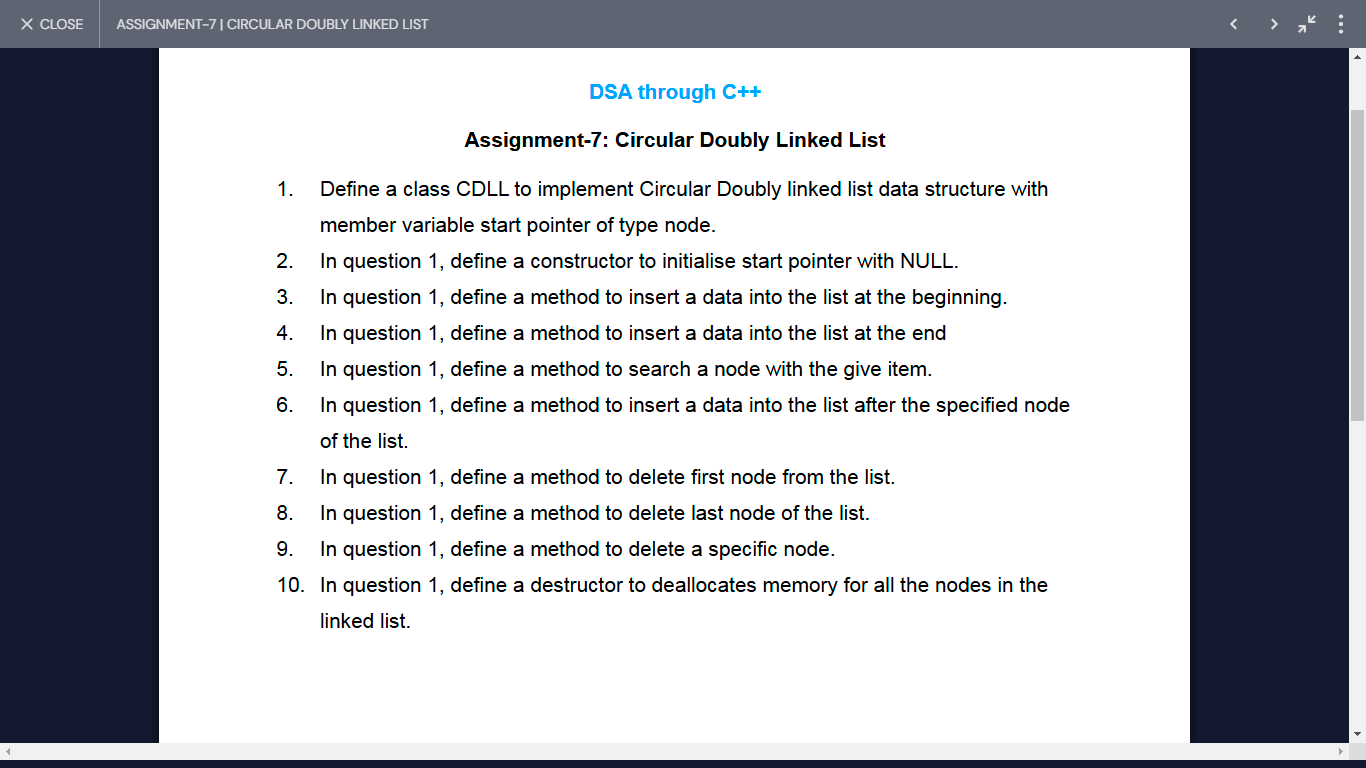 CLOSE
ASSIGNMENT-7 | CIRCULAR DOUBLY LINKED LIST
DSA through C++
Assignment-7: Circular Doubly Linked List
1. Define a class CDLL to implement Circular Doubly linked list data structure with
member variable start pointer of type node.
2. In question 1, define a constructor to initialise start pointer with NULL.
3. In question 1, define a method to insert a data into the list at the beginning.
4. In question 1, define a method to insert a data into the list at the end
5. In question 1, define a method to search a node with the give item.
6. In question 1, define a method to insert a data into the list after the specified node
of the list.
7. In question 1, define a method to delete first node from the list.
8. In question 1, define a method to delete last node of the list.
9. In question 1, define a method to delete a specific node.
10. In question 1, define a destructor to deallocates memory for all the nodes in the
linked list.